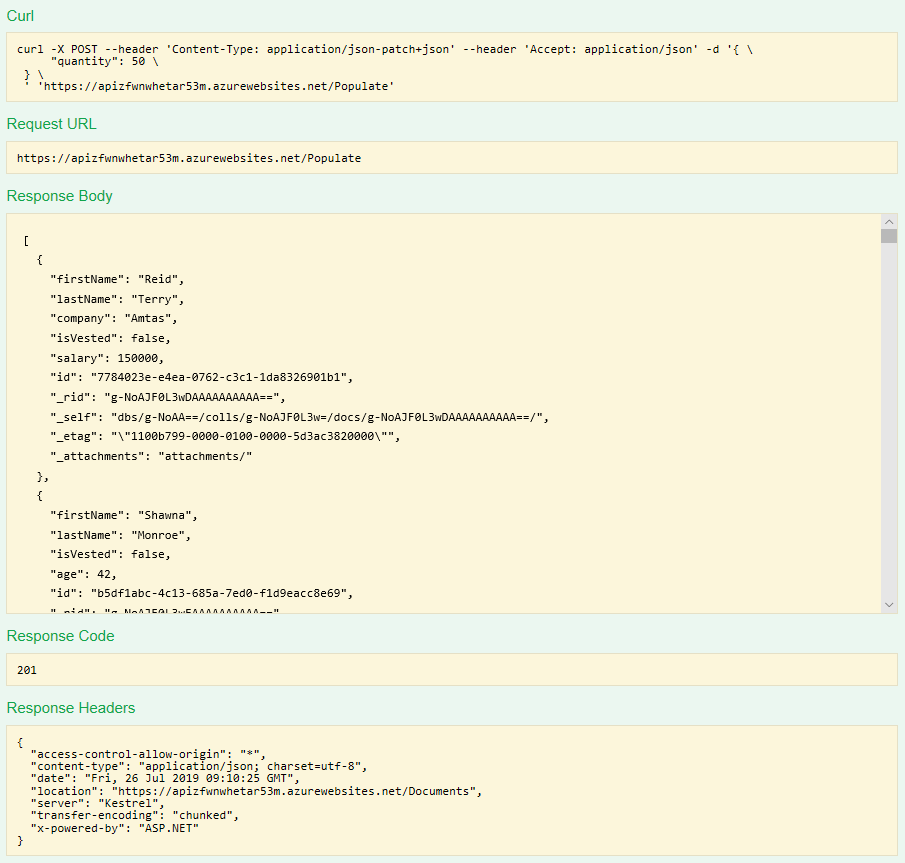 Curl
curl -X POST --header 'Content-Type: application/json-patch+json' --header 'Accept: application/json' -d '{ \
"quantity": 50 \
} \
' 'https://apizfwnwhetar53m.azurewebsites.net/Populate'
Request URL
https://apizfwnwhetar53m.azurewebsites.net/Populate
Response Body
[
{
"firstName": "Reid",
"lastName": "Terry",
"company": "Amtas",
"isVested": false,
"salary": 150000,
"id": "7784023e-e4ea-0762-c3c1-1da8326901b1",
"_rid": "g-NoAJF0L3wDAAAAAAAAAA==",
"_self": "dbs/g-NoAA==/colls/g-NoAJF0L3w=/docs/g-NoAJF0L3wDAAAAAAAAAA==/",
"_etag": "\"1100b799-0000-0100-0000-5d3ac3820000\"",
"_attachments": "attachments/"
},
{
"firstName": "Shawna",
"lastName": "Monroe",
"isVested": false,
"age": 42,
"id": "b5df1abc-4c13-685a-7ed0-f1d9eacc8e69",
"_rid": "g-NoAJF0L3wEAAAAAAAAAA=="
Response Code
201
Response Headers
{
"access-control-allow-origin": "*",
"content-type": "application/json; charset=utf-8",
"date": "Fri, 26 Jul 2019 09:10:25 GMT",
"location": "https://apizfwnwhetar53m.azurewebsites.net/Documents",
"server": "Kestrel",
"transfer-encoding": "chunked",
"x-powered-by": "ASP.NET"
}